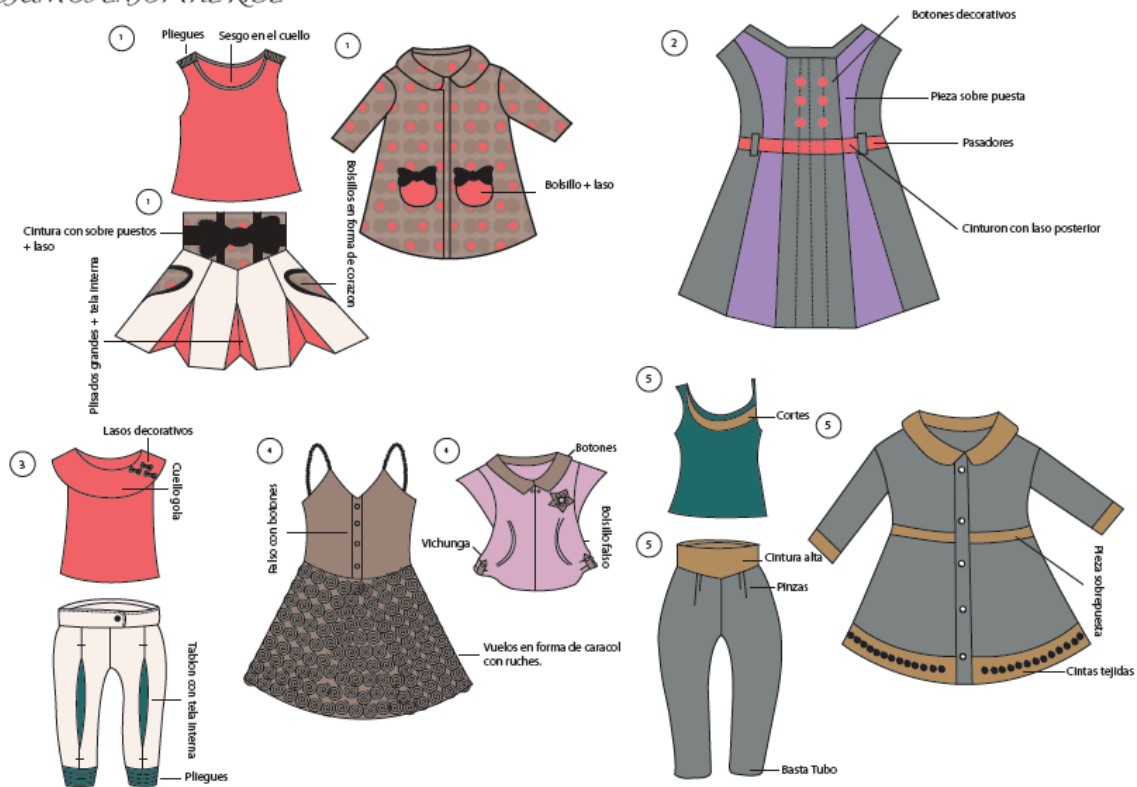 1
Pliegues
Sesgo en el cuello
1
Bolsillos en forma de corazon
Bolsillo + laso
1
Cintura con sobre puestos
+ laso
Plisados grandes + tela interna
2
Botones decorativos
Pieza sobre puesta
Pasadores
Cinturon con laso posterior
3
Lasos decorativos
Cuello gola
Tablon con tela interna
Pliegues
4
Falso con botones
Vuelos en forma de caracol
con ruches.
4
Botones
Vichunga
Bolsillo falso
5
Cortes
5
Cintura alta
Pinzas
Basta Tubo
5
Pieza sobrepuesta
Cintas tejidas